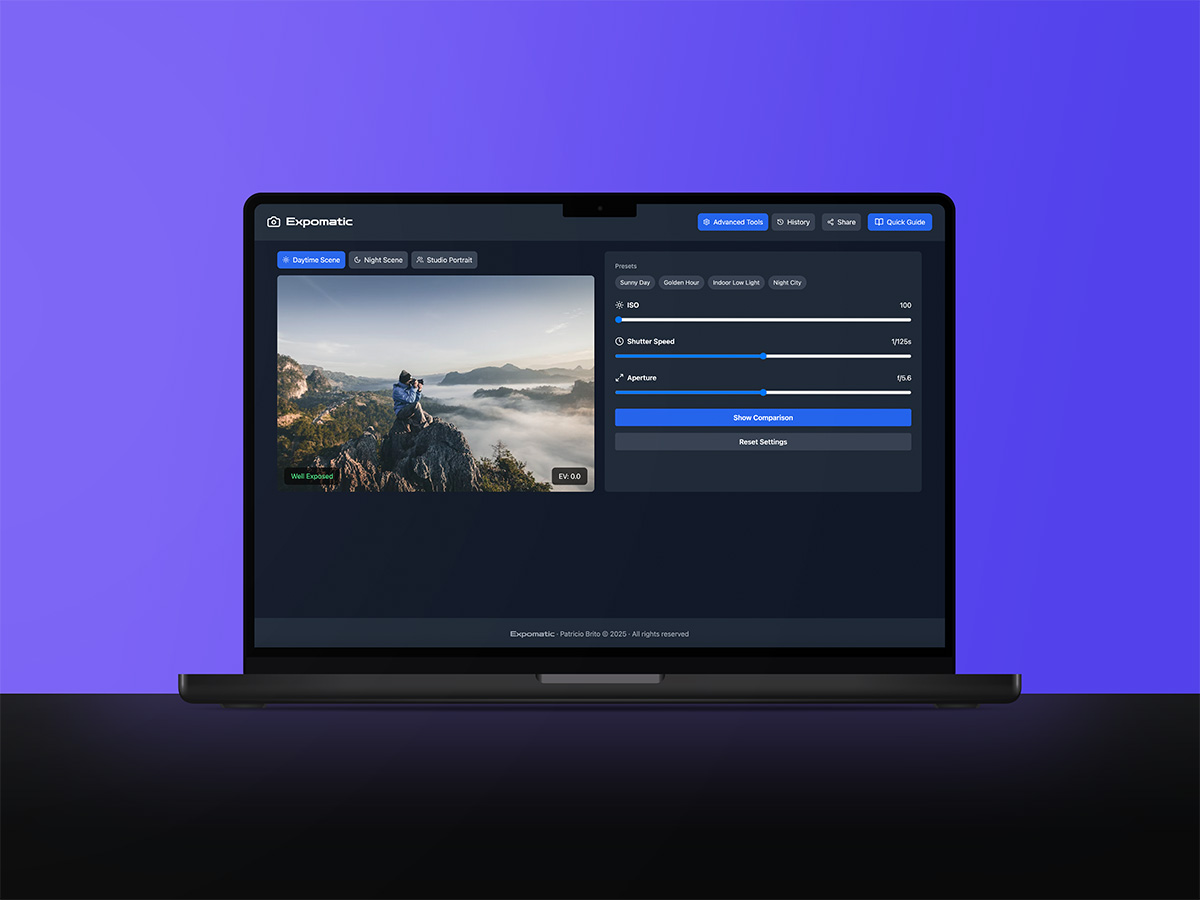 Expomatic
Advanced Tools
History
Share
Quick Guide
Daytime Scene
Night Scene
Studio Portrait
Well Exposed
EV: 0.0
Presets
Sunny Day
Golden Hour
Indoor Low Light
Night City
ISO
100
Shutter Speed
1/125s
Aperture
f/5.6
Show Comparison
Reset Settings
Expomatic · Patricio Brito © 2025 · All rights reserved